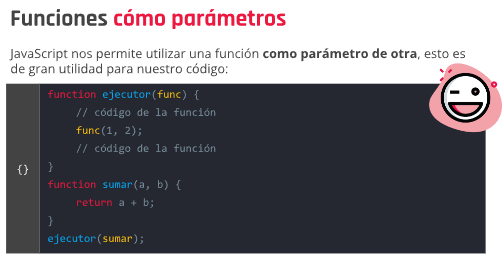 Funciones cómo parámetros
JavaScript nos permite utilizar una función como parámetro de otra, esto es
de gran utilidad para nuestro código:
function ejecutor(func) {
// código de la función
func(1, 2);
// código de la función
}
{}
function sumar(a, b) {
return a + b;
}
ejecutor(sumar);